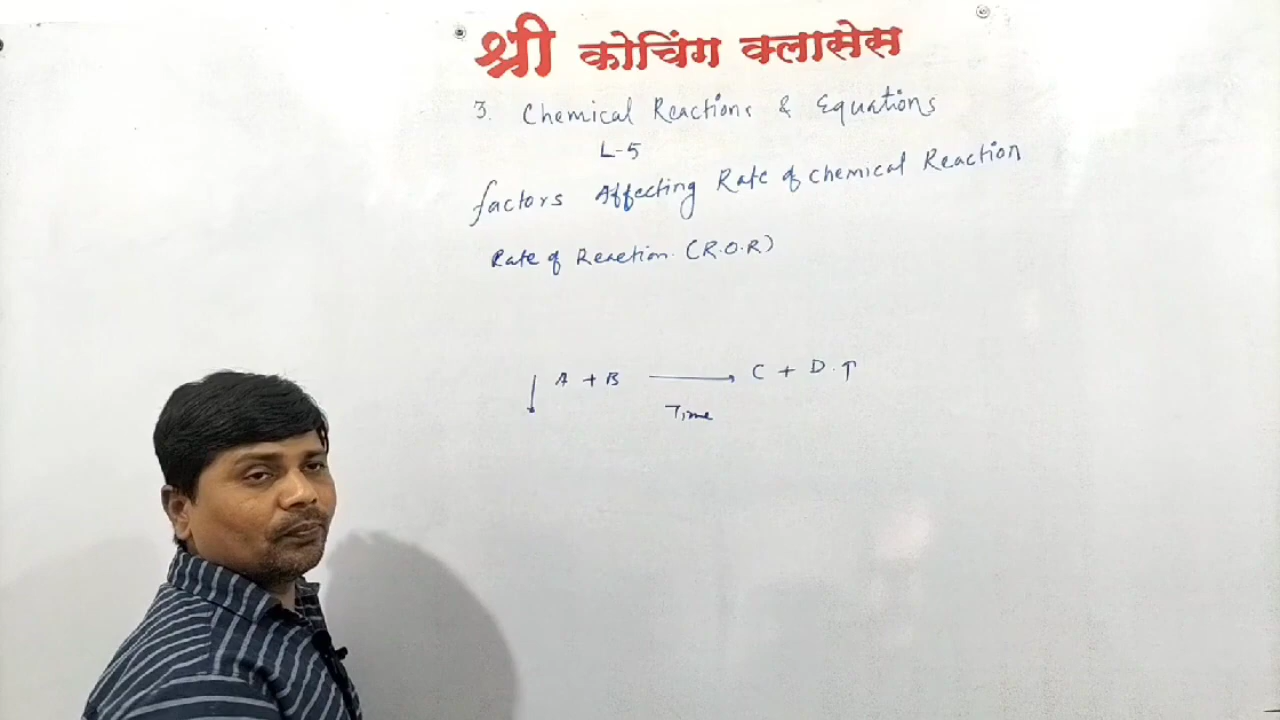 श्री कोचिंग क्लासेस
3. Chemical Reactions & Equations
L-5
factors Affecting Rate of chemical Reaction
Rate of Reaction. (R.O.R)
↓ A + B ⟶ C + D.↑
Time